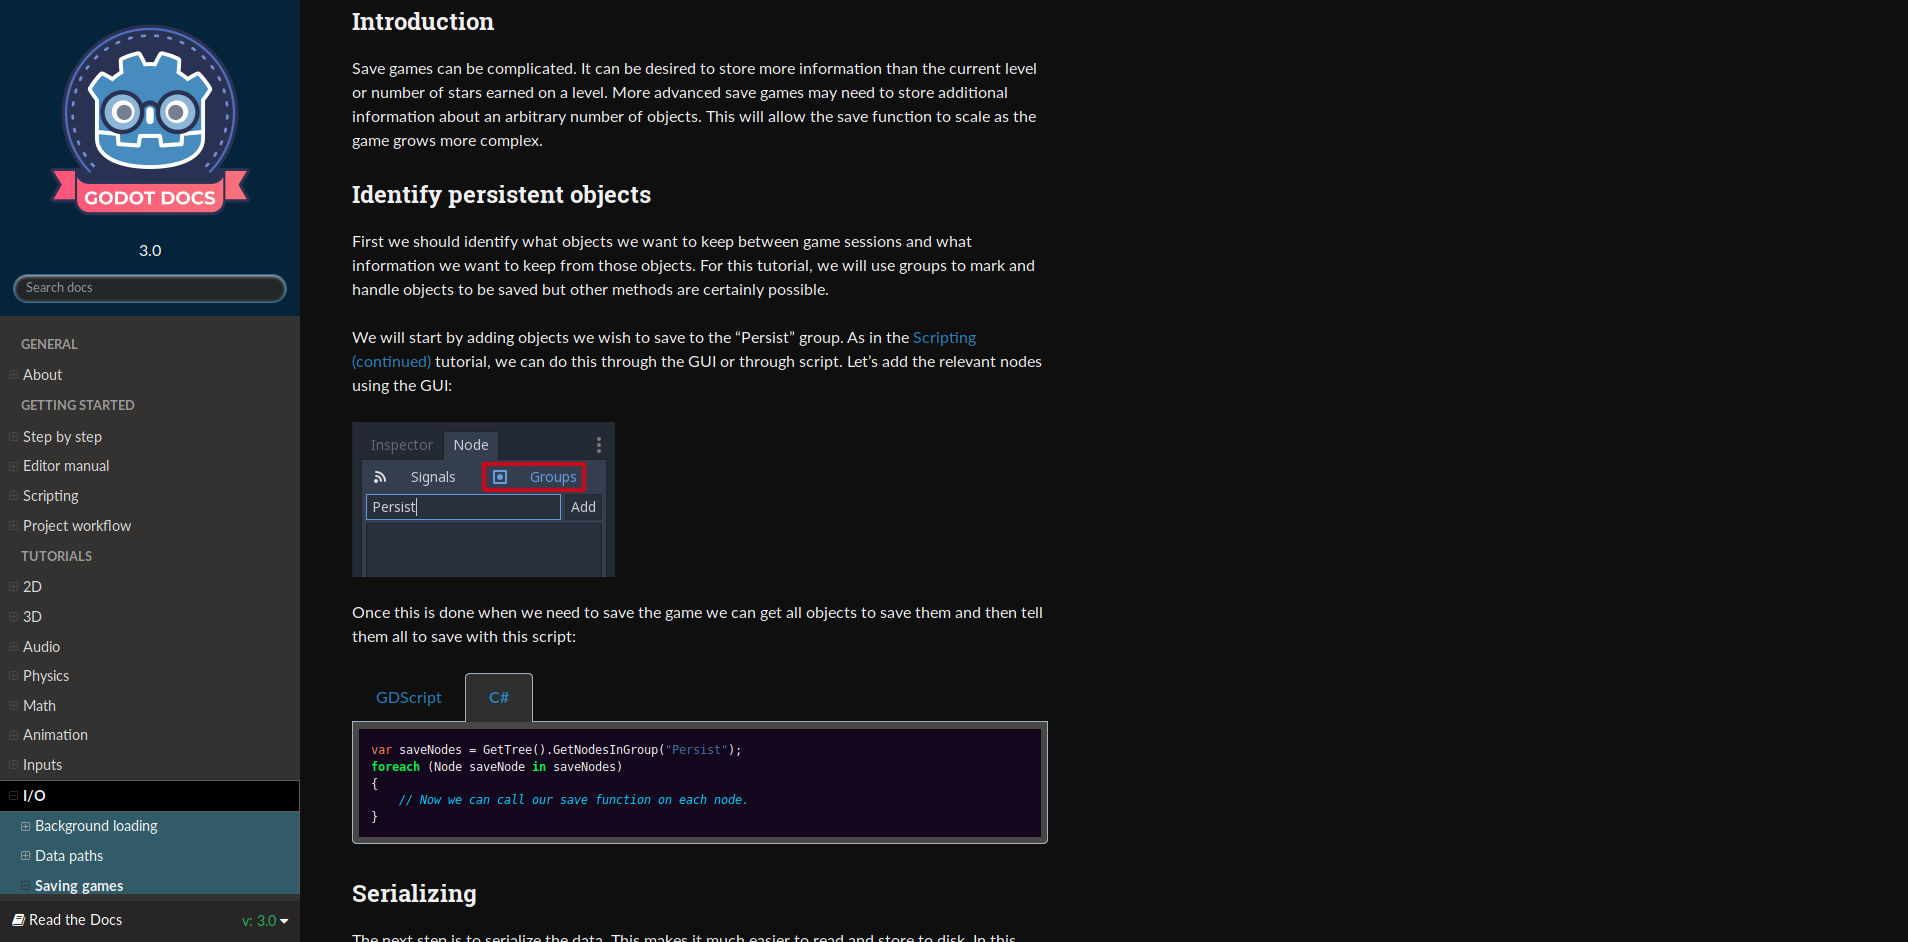 GODOT DOCS
3.0
Search docs
GENERAL
About
GETTING STARTED
Step by step
Editor manual
Scripting
Project workflow
TUTORIALS
2D
3D
Audio
Physics
Math
Animation
Inputs
I/O
Background loading
Data paths
Saving games
Read the Docs
v: 3.0
Introduction
Save games can be complicated. It can be desired to store more information than the current level
or number of stars earned on a level. More advanced save games may need to store additional
information about an arbitrary number of objects. This will allow the save function to scale as the
game grows more complex.
Identify persistent objects
First we should identify what objects we want to keep between game sessions and what
information we want to keep from those objects. For this tutorial, we will use groups to mark and
handle objects to be saved but other methods are certainly possible.
We will start by adding objects we wish to save to the “Persist” group. As in the Scripting
(continued) tutorial, we can do this through the GUI or through script. Let’s add the relevant nodes
using the GUI:
Inspector Node
Signals Groups
Persist Add
Once this is done when we need to save the game we can get all objects to save them and then tell
them all to save with this script:
GDScript C#
var saveNodes = GetTree().GetNodesInGroup("Persist");
foreach (Node saveNode in saveNodes)
{
// Now we can call our save function on each node.
}
Serializing
The next step is to serialize the data. This makes it much easier to read and store to disk. In this